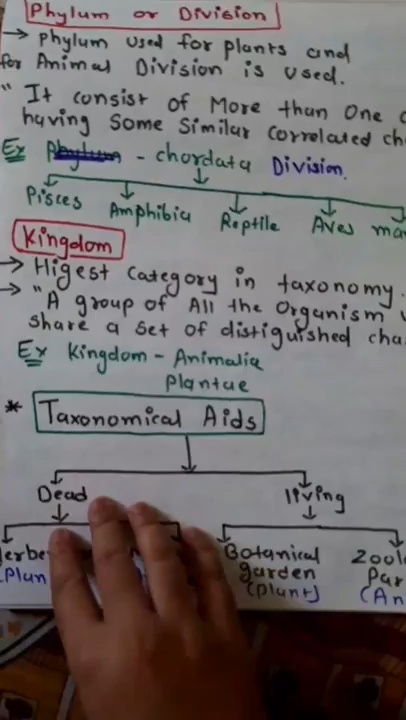 Phylum or Division
→ Phylum used for plants and
for Animal Division is used.
" It consist of More than One
having Some Similar Correlated
Ex - chordata Division.
Pisces Amphibia Reptile Aves
Kingdom
→ Higest Category in taxonomy.
→ "A group of All the Organism
share a set of distiguished
Ex Kingdom - Animalia
Plantae
* Taxonomical Aids
Dead living
Botanical
garden
(Plant)